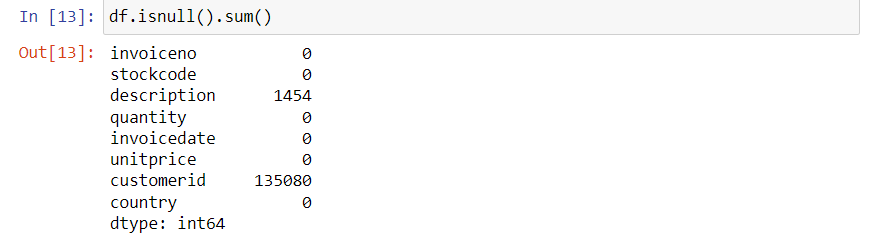 In [13]: df.isnull().sum()
Out[13]: invoiceno 0
stockcode 0
description 1454
quantity 0
invoicedate 0
unitprice 0
customerid 135080
country 0
dtype: int64